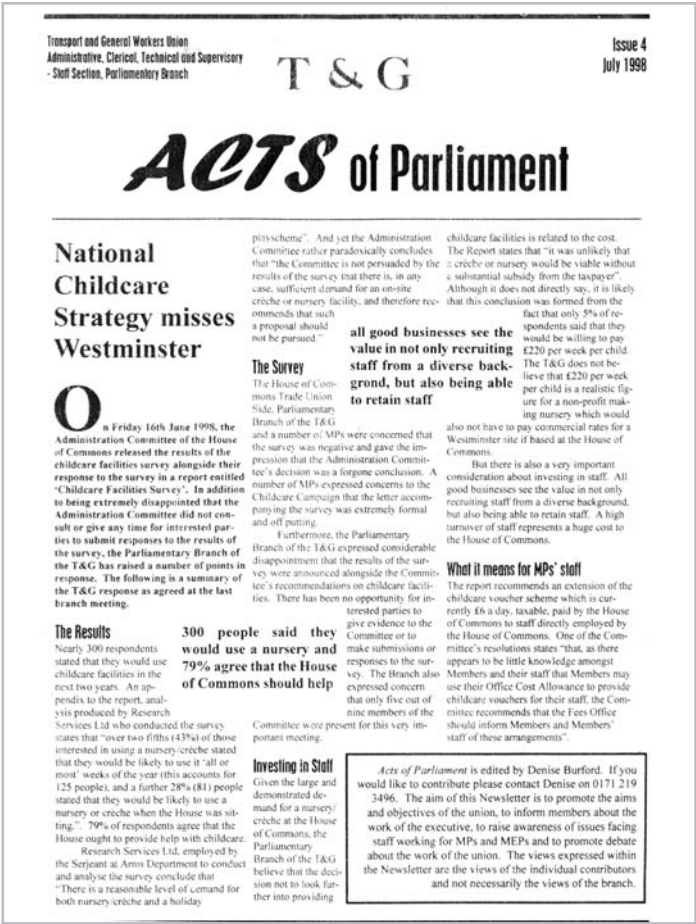 Transport and General Workers Union
Administrative, Clerical, Technical and Supervisory
- Staff Section, Parliamentary Branch
T & G
Issue 4
July 1998
ACTS of Parliament
National
Childcare
Strategy misses
Westminster
On Friday 16th June 1998, the
Administration Committee of the House
of Commons released the results of the
childcare facilities survey alongside their
response to the survey in a report entitled
'Childcare Facilities Survey'. In addition
to being extremely disappointed that the
Administration Committee did not con-
sult or give any time for interested par-
ties to submit responses to the results of
the survey, the Parliamentary Branch of
the T&G has raised a number of points in
response. The following is a summary of
the T&G response as agreed at the last
branch meeting.
The Results
Nearly 300 respondents
stated that they would use
childcare facilities in the
next two years. An ap-
pendix to the report, anal-
ysis produced by Research
Services Ltd who conducted the survey
states that "over two fifths (43%) of those
interested in using a nursery/crèche stated
that they would be likely to use it 'all or
most' weeks of the year (this accounts for
125 people), and a further 28% (81) people
stated that they would be likely to use a
nursery or crèche when the House was sit-
ting.". 79% of respondents agree that the
House ought to provide help with childcare.
Research Services Ltd, employed by
the Serjeant at Arms Department to conduct
and analyse the survey conclude that
"There is a reasonable level of demand for
both nursery/crèche and a holiday
300 people said they
would use a nursery and
79% agree that the House
of Commons should help
playscheme". And yet the Administration
Committee rather paradoxically concludes
that "the Committee is not persuaded by the
results of the survey that there is, in any
case, sufficient demand for an on-site
crèche or nursery facility, and therefore rec-
ommends that such
a proposal should
not be pursued."
The Survey
The House of Com-
mons Trade Union
Side, Parliamentary
Branch of the T&G
and a number of MPs were concerned that
the survey was negative and gave the im-
pression that the Administration Commit-
tee's decision was a forgone conclusion. A
number of MPs expressed concerns to the
Childcare Campaign that the letter accom-
panying the survey was extremely formal
and off putting.
Furthermore, the Parliamentary
Branch of the T&G expressed considerable
disappointment that the results of the sur-
vey were announced alongside the Commit-
tee's recommendations on childcare facili-
ties. There has been no opportunity for in-
terested parties to
give evidence to the
Committee or to
make submissions or
responses to the sur-
vey. The Branch also
expressed concern
that only five out of
nine members of the
Committee were present for this very im-
portant meeting.
Investing in Staff
Given the large and
demonstrated de-
mand for a nursery/
crèche at the House
of Commons, the
Parliamentary
Branch of the T&G
believe that the deci-
sion not to look fur-
ther into providing
all good businesses see the
value in not only recruiting
staff from a diverse back-
grond, but also being able
to retain staff
childcare facilities is related to the cost.
The Report states that "it was unlikely that
a crèche or nursery would be viable without
a substantial subsidy from the taxpayer".
Although it does not directly say, it is likely
that this conclusion was formed from the
fact that only 5% of re-
spondents said that they
would be willing to pay
£220 per week per child.
The T&G does not be-
lieve that £220 per week
per child is a realistic fig-
ure for a non-profit mak-
ing nursery which would
also not have to pay commercial rates for a
Westminster site if based at the House of
Commons.
But there is also a very important
consideration about investing in staff. All
good businesses see the value in not only
recruiting staff from a diverse background,
but also being able to retain staff. A high
turnover of staff represents a huge cost to
the House of Commons.
What it means for MPs' staff
The report recommends an extension of the
childcare voucher scheme which is cur-
rently £6 a day, taxable, paid by the House
of Commons to staff directly employed by
the House of Commons. One of the Com-
mittee's resolutions states "that, as there
appears to be little knowledge amongst
Members and their staff that Members may
use their Office Cost Allowance to provide
childcare vouchers for their staff, the Com-
mittee recommends that the Fees Office
should inform Members and Members'
staff of these arrangements".
Acts of Parliament is edited by Denise Burford. If you
would like to contribute please contact Denise on 0171 219
3496. The aim of this Newsletter is to promote the aims
and objectives of the union, to inform members about the
work of the executive, to raise awareness of issues facing
staff working for MPs and MEPs and to promote debate
about the work of the union. The views expressed within
the Newsletter are the views of the individual contributors
and not necessarily the views of the branch.